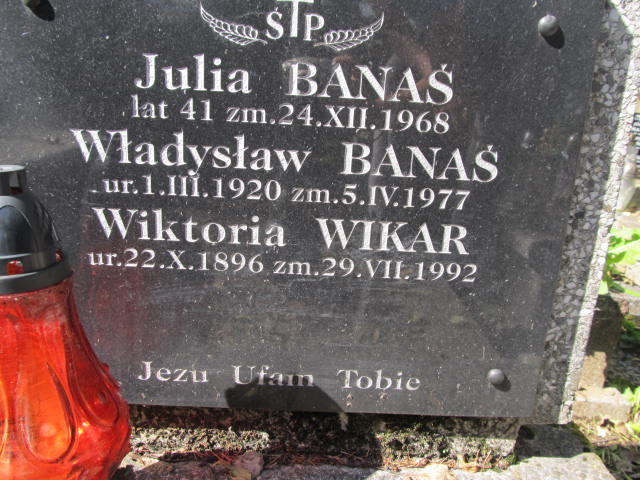 Ś P
Julia BANAŚ
lat 41 zm.24.XII.1968
Władysław BANAŚ
ur.1.III.1920 zm.5.IV.1977
Wiktoria WIKAR
ur.22.X.1896 zm.29.VII.1992
Jezu Ufam Tobie